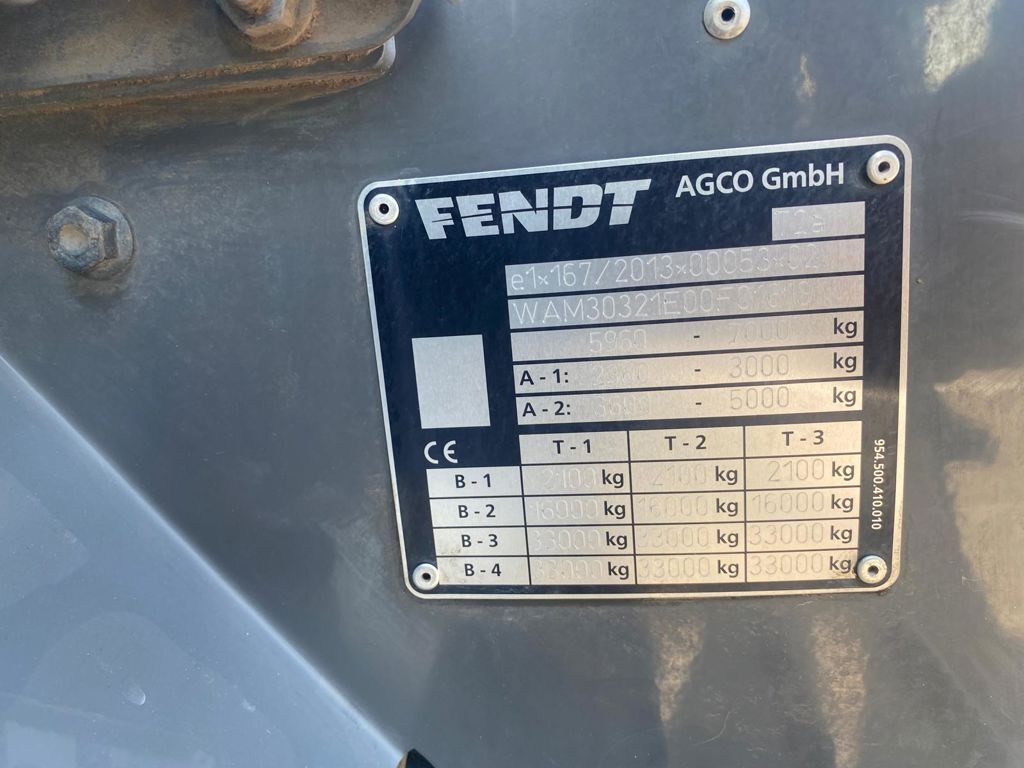 FENDT AGCO GmbH
T2a
e1*167/2013*00053*02
WAM30321E00F01
5960 - 7000 kg
A - 1: - 3000 kg
A - 2: - 5000 kg
CE T - 1 T - 2 T - 3
B - 1 2100 kg 2100 kg 2100 kg
B - 2 16000 kg 16000 kg 16000 kg
B - 3 33000 kg 33000 kg 33000 kg
B - 4 33000 kg 33000 kg 33000 kg
954.500.410.010